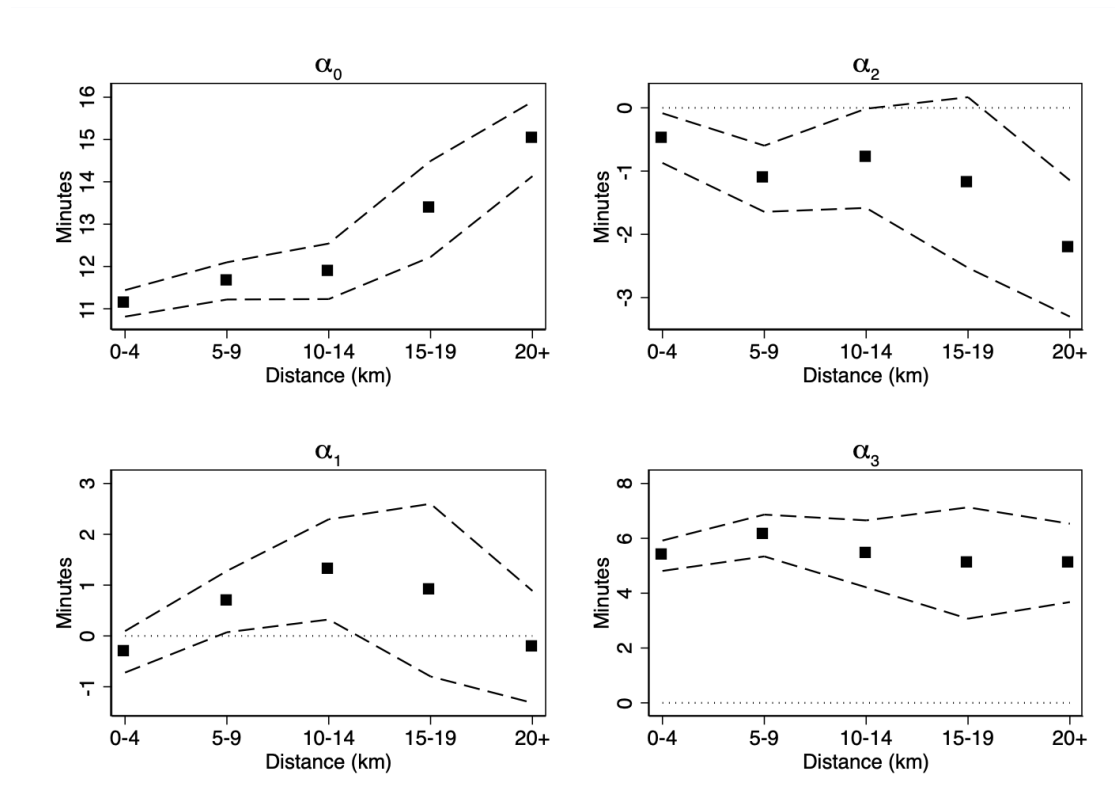 α0
Minutes
16
15
14
13
12
11
0-4 5-9 10-14 15-19 20+
Distance (km)
α2
Minutes
0
-1
-2
-3
0-4 5-9 10-14 15-19 20+
Distance (km)
α1
Minutes
3
2
1
0
-1
0-4 5-9 10-14 15-19 20+
Distance (km)
α3
Minutes
8
6
4
2
0
0-4 5-9 10-14 15-19 20+
Distance (km)